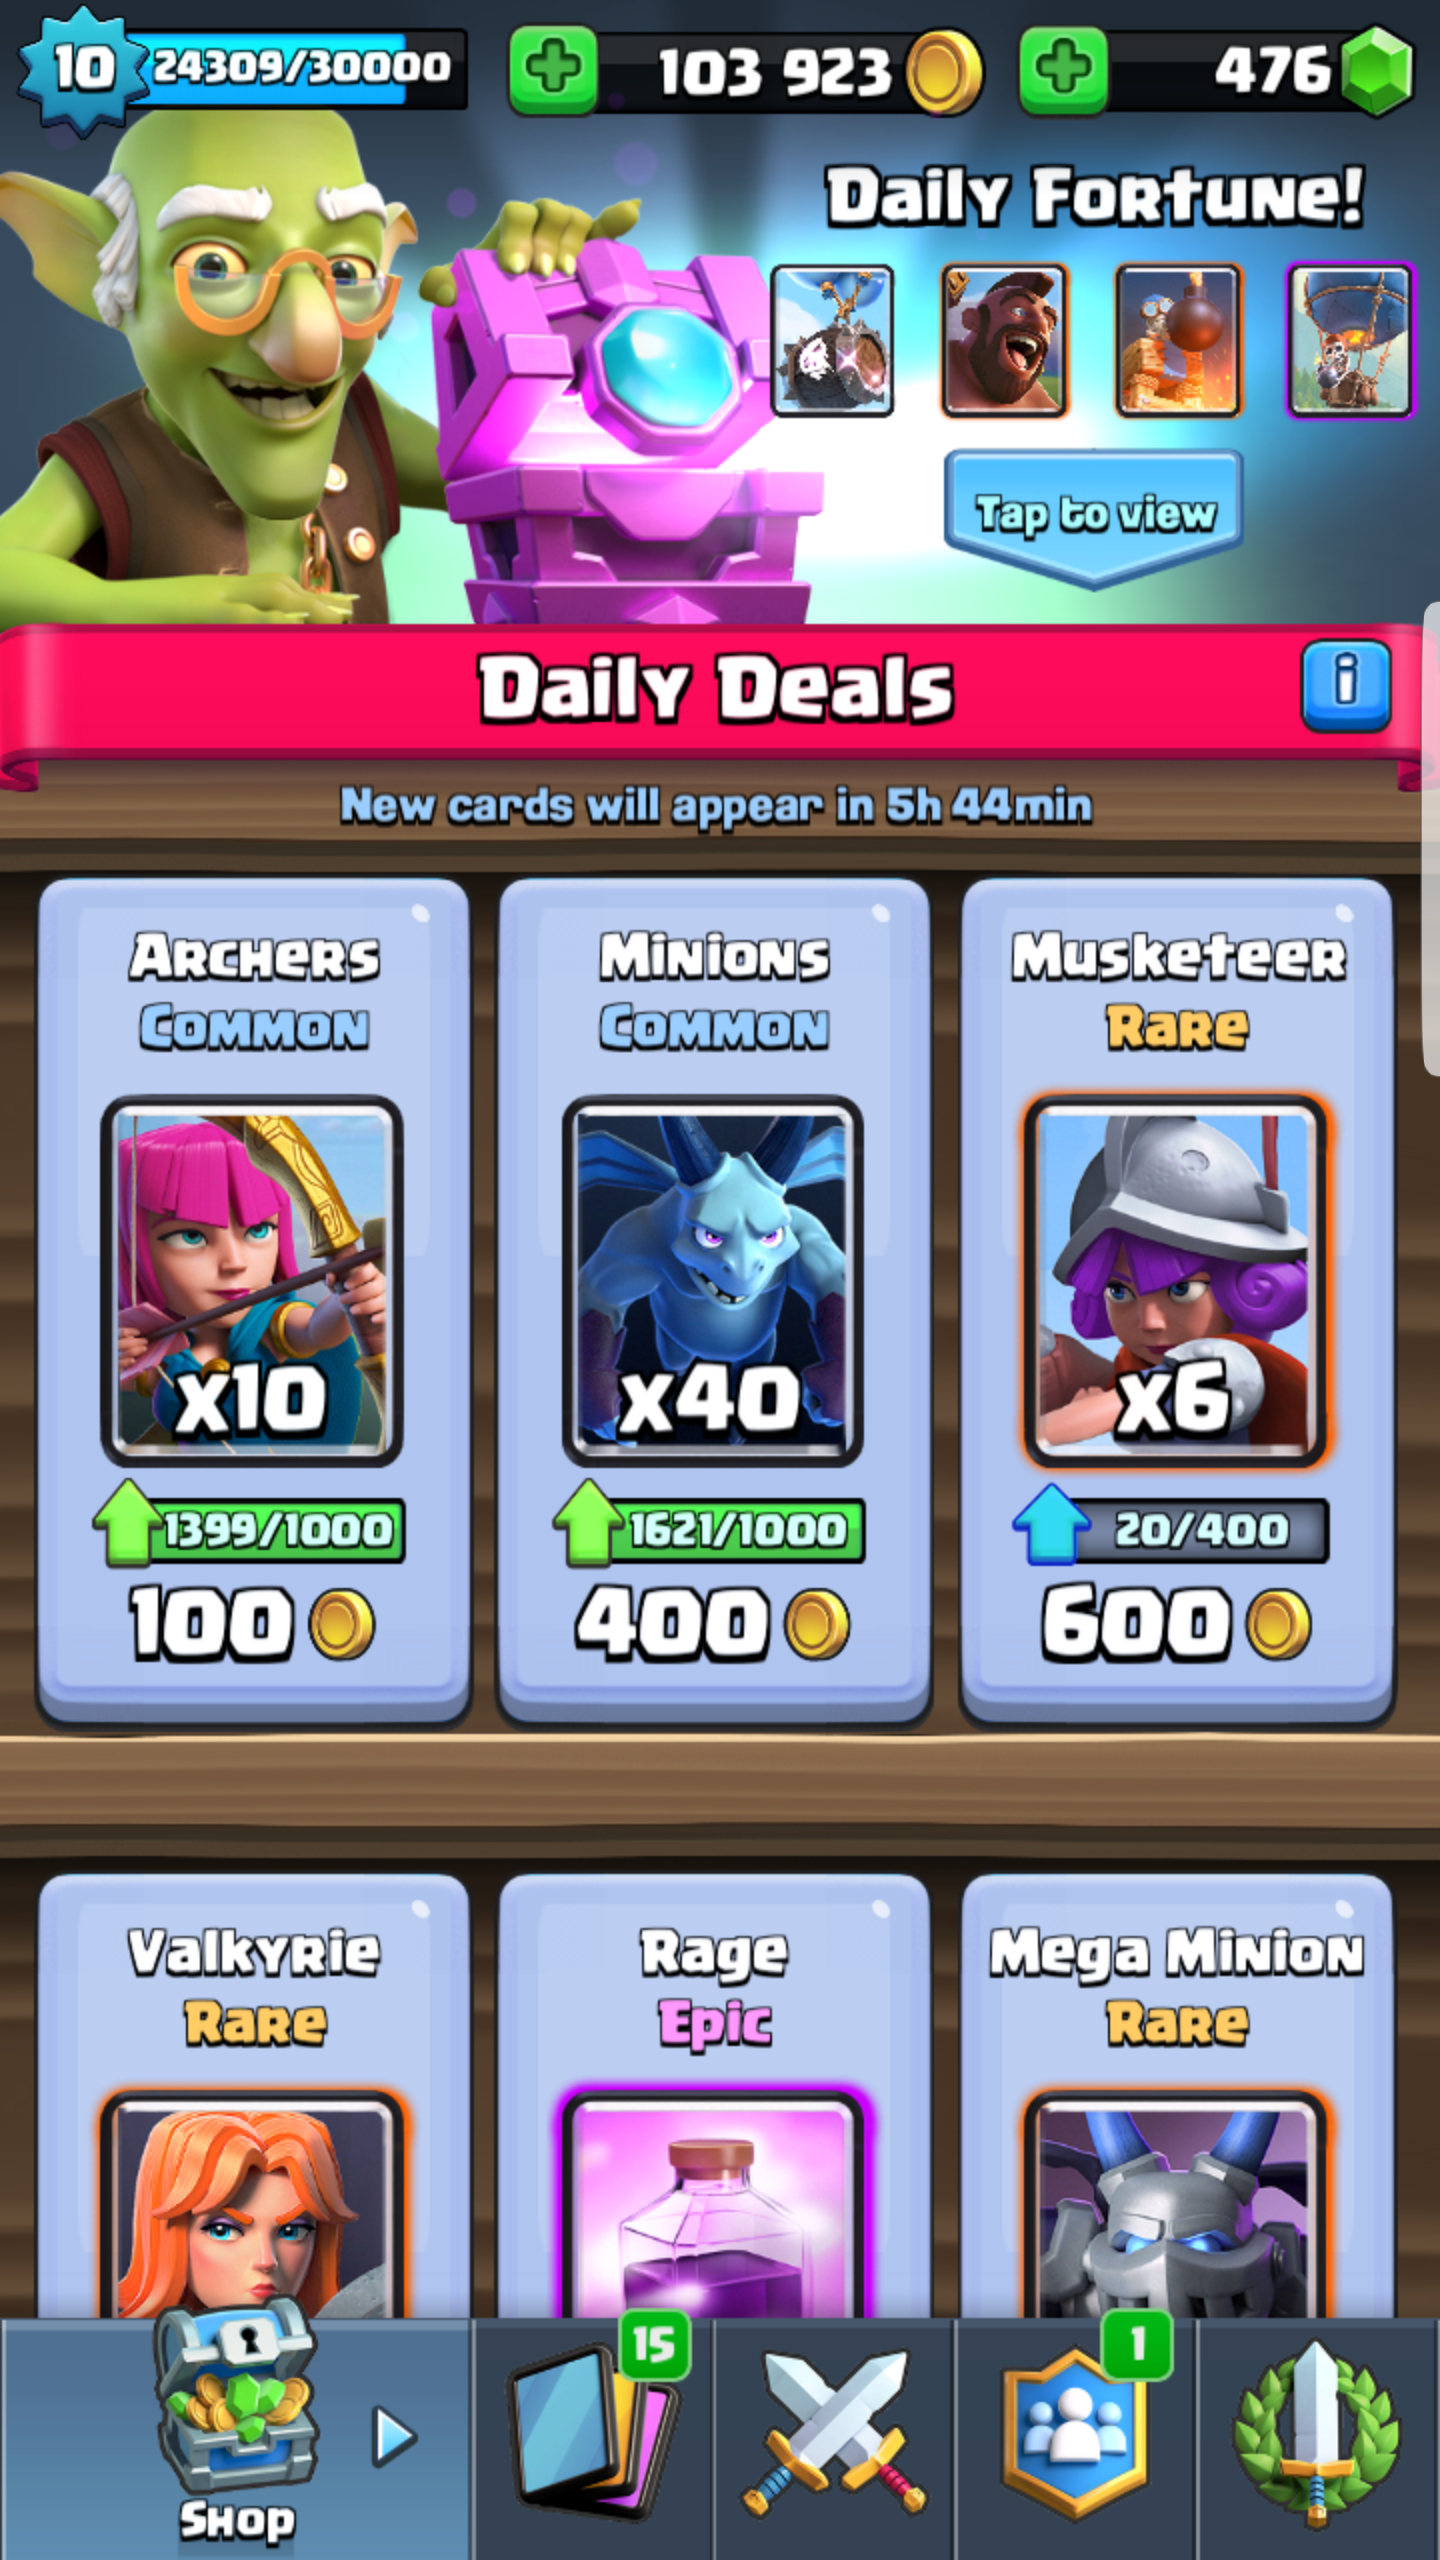 10 24309/30000 103 923 476
Daily Fortune!
Tap to view
Daily Deals
i
New cards will appear in 5h 44min
Archers Minions Musketeer
Common Common Rare
x10 x40 x6
1399/1000 1621/1000 20/400
100 400 600
Valkyrie Rage Mega Minion
Rare Epic Rare
15 1
Shop